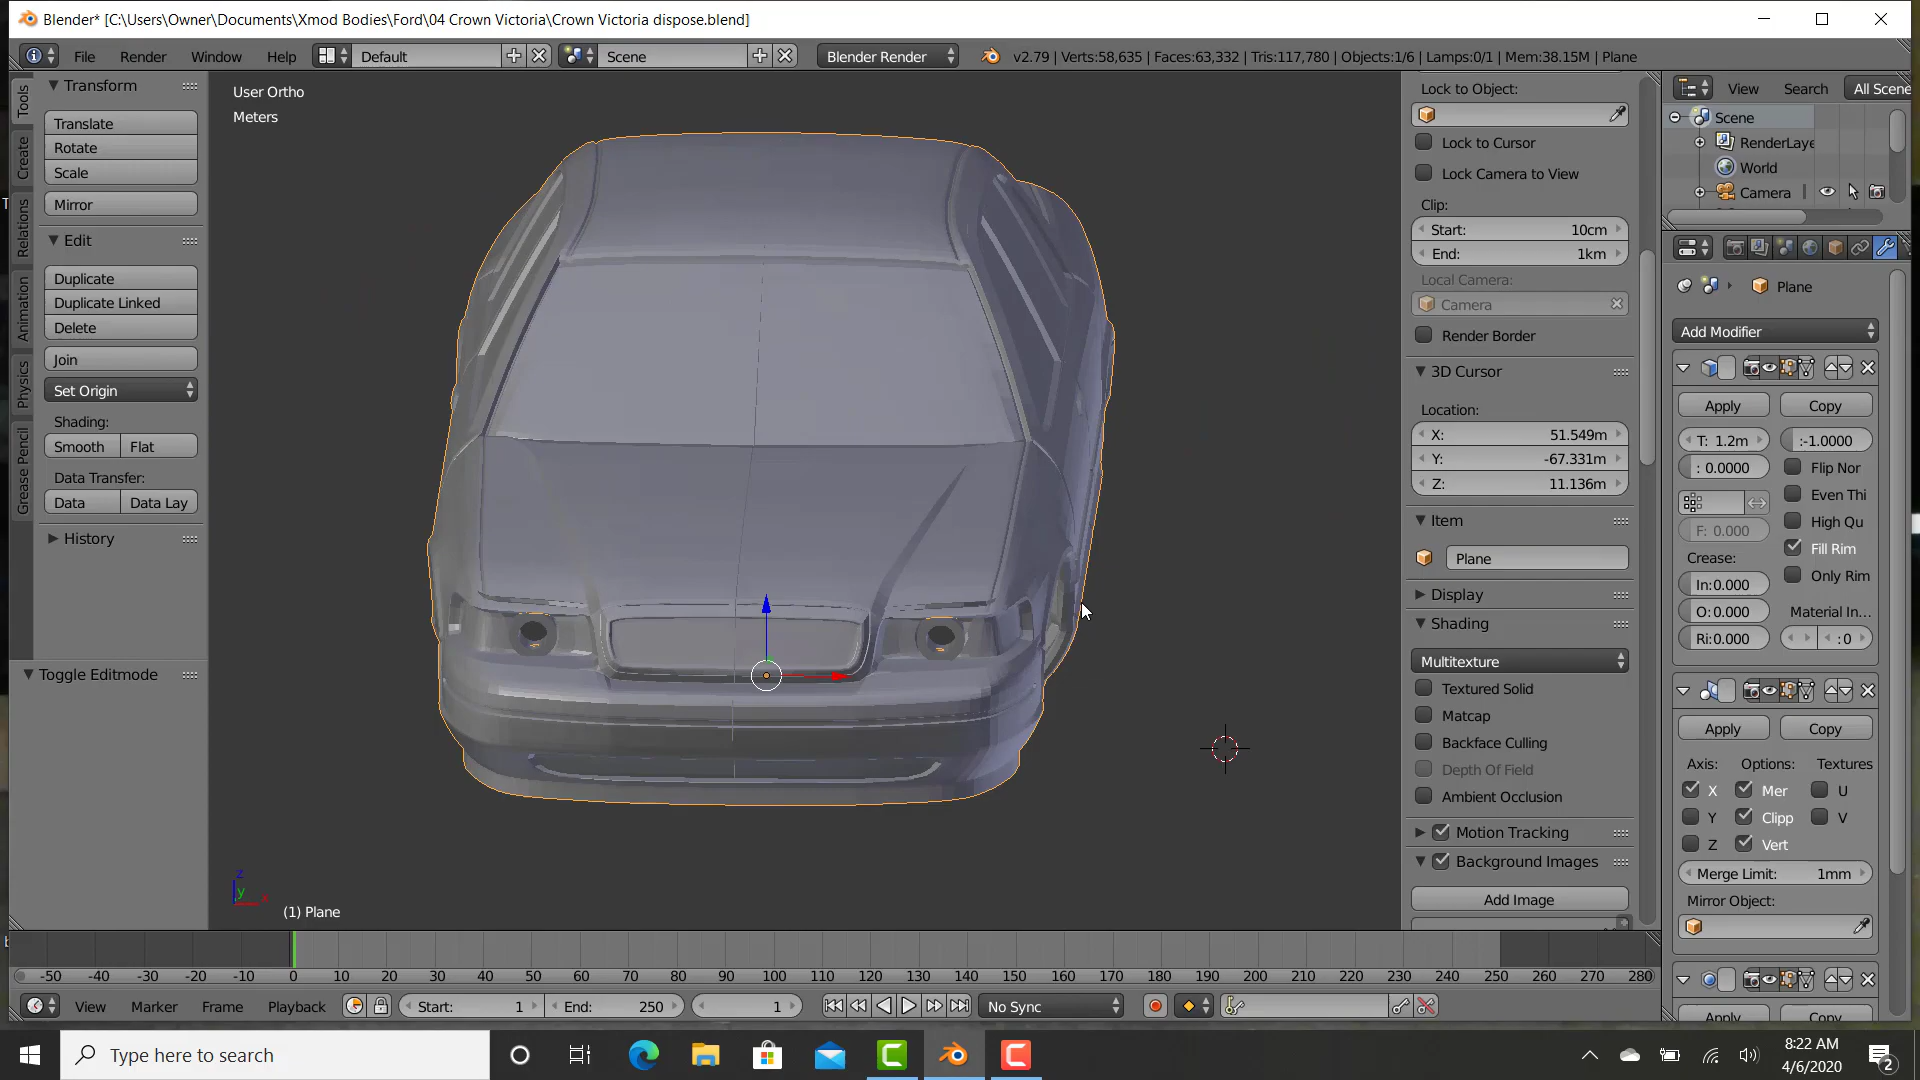 Blender* [C:\Users\Owner\Documents\Xmod Bodies\Ford\04 Crown Victoria\Crown Victoria dispose.blend]
File Render Window Help Default Scene Blender Render v2.79 | Verts:58,635 | Faces:63,332 | Tris:117,780 | Objects:1/6 | Lamps:0/1 | Mem:38.15M | Plane
Tools
Create
Relations
Animation
Physics
Grease Pencil
Transform
Translate
Rotate
Scale
Mirror
Edit
Duplicate
Duplicate Linked
Delete
Join
Set Origin
Shading:
Smooth Flat
Data Transfer:
Data Data Lay
History
Toggle Editmode
User Ortho
Meters
z
y
x
(1) Plane
Lock to Object:
Lock to Cursor
Lock Camera to View
Clip:
Start: 10cm
End: 1km
Local Camera:
Camera
Render Border
3D Cursor
Location:
X: 51.549m
Y: -67.331m
Z: 11.136m
Item
Plane
Display
Shading
Multitexture
Textured Solid
Matcap
Backface Culling
Depth Of Field
Ambient Occlusion
Motion Tracking
Background Images
Add Image
View Search All Scene
Scene
RenderLaye
World
Camera
Plane
Add Modifier
Apply Copy
T: 1.2m :-1.0000
: 0.0000 Flip Nor
Even Thi
F: 0.000 High Qu
Crease: Fill Rim
In:0.000 Only Rim
O:0.000 Material In...
Ri:0.000 :0
Apply Copy
Axis: Options: Textures
X Mer U
Y Clipp V
Z Vert
Merge Limit: 1mm
Mirror Object:
Apply Copy
-50 -40 -30 -20 -10 0 10 20 30 40 50 60 70 80 90 100 110 120 130 140 150 160 170 180 190 200 210 220 230 240 250 260 270 280
View Marker Frame Playback Start: 1 End: 250 1 No Sync
Type here to search
8:22 AM
4/6/2020
2